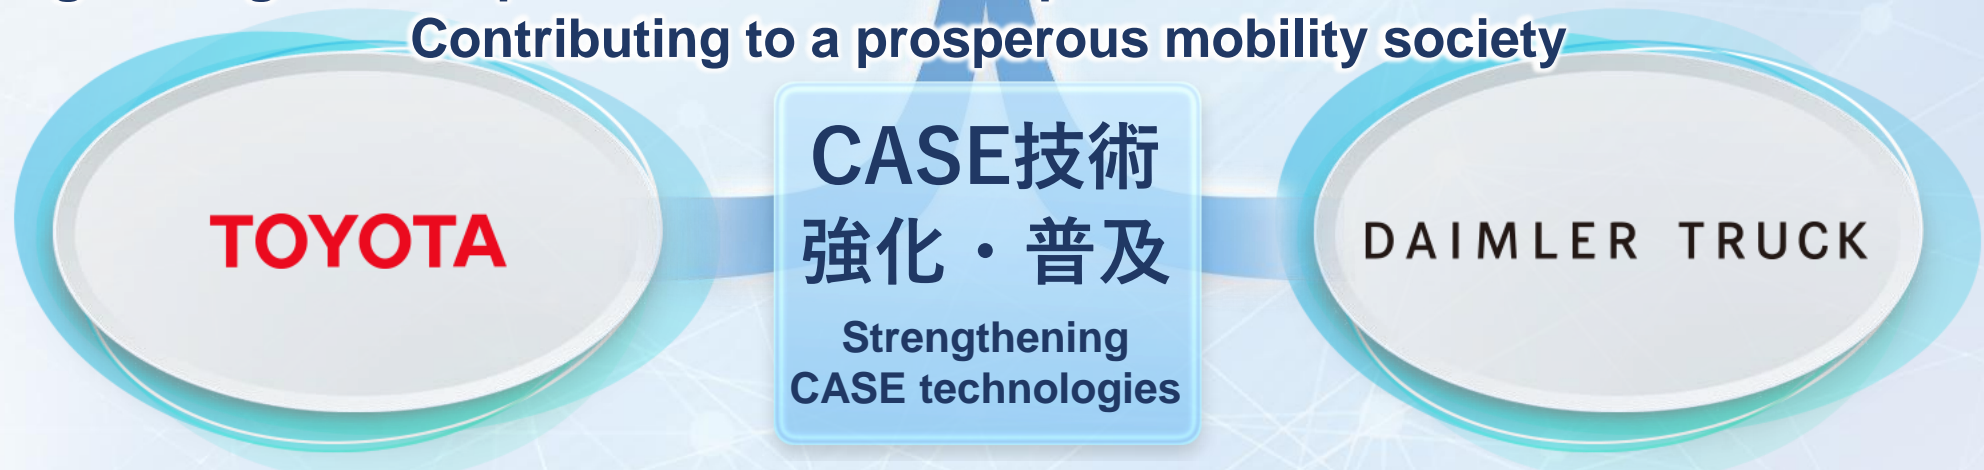 Contributing to a prosperous mobility society
TOYOTA
CASE技術
強化・普及
Strengthening
CASE technologies
DAIMLER TRUCK